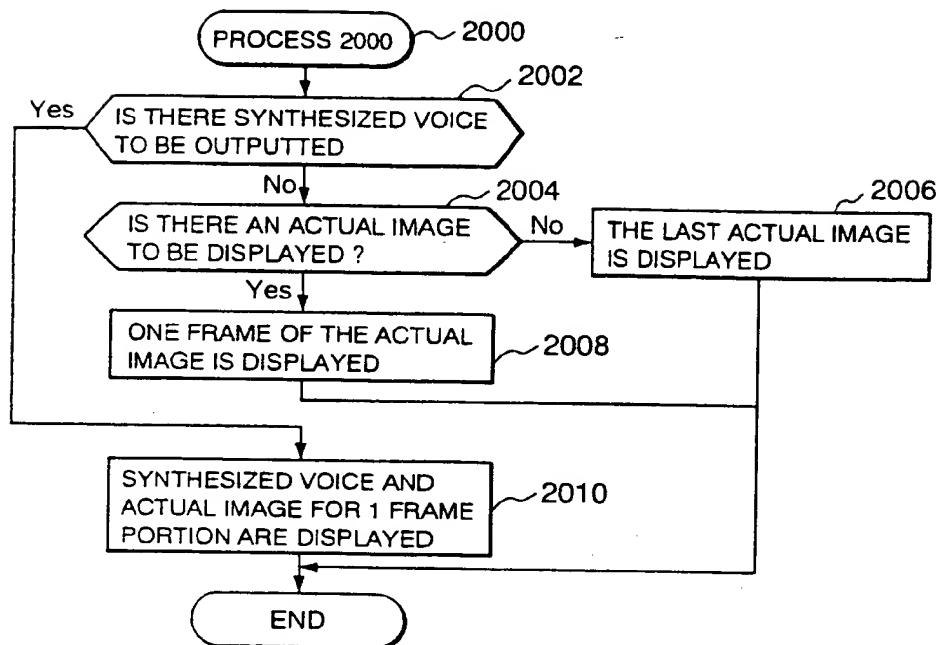 PROCESS 2000
2000
2002
Yes
IS THERE SYNTHESIZED VOICE
TO BE OUTPUTTED
No
2004
IS THERE AN ACTUAL IMAGE
TO BE DISPLAYED ?
No
2006
THE LAST ACTUAL IMAGE
IS DISPLAYED
Yes
ONE FRAME OF THE ACTUAL
IMAGE IS DISPLAYED
2008
SYNTHESIZED VOICE AND
ACTUAL IMAGE FOR 1 FRAME
PORTION ARE DISPLAYED
2010
END